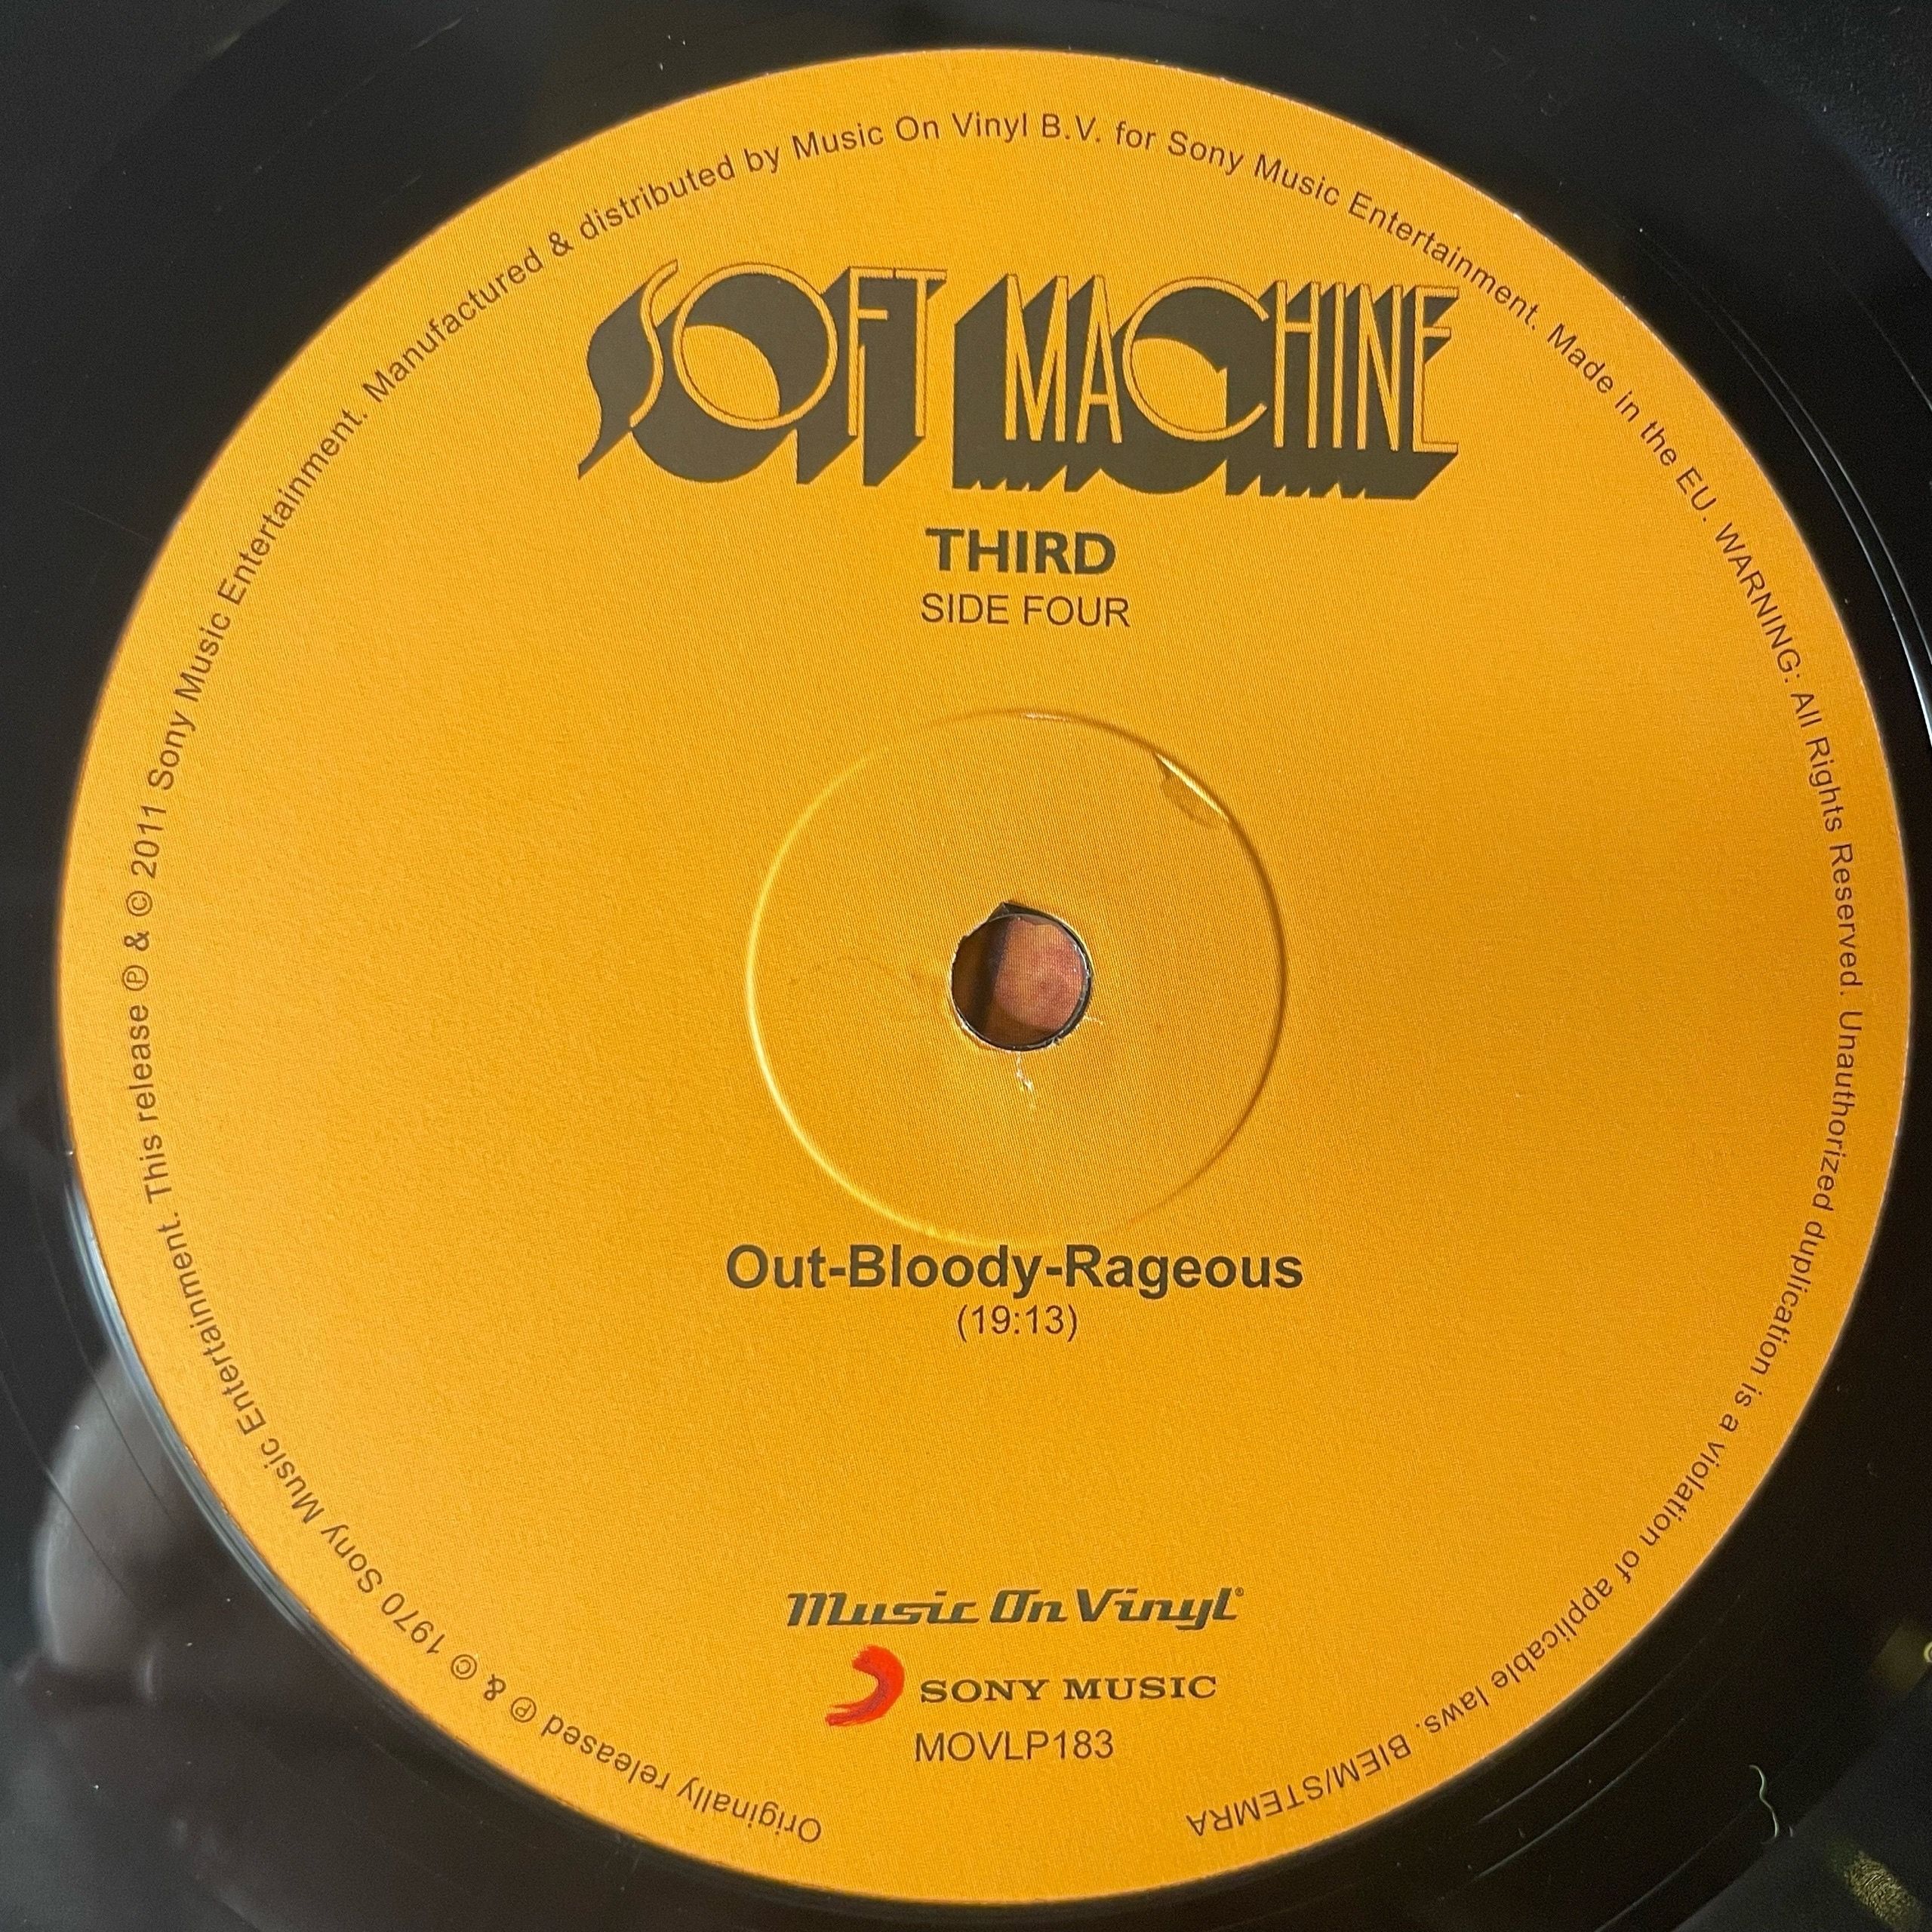 SOFT MACHINE
THIRD
SIDE FOUR
Out-Bloody-Rageous
(19:13)
Music On Vinyl®
SONY MUSIC
MOVLP183
Originally released ℗ & © 1970 Sony Music Entertainment. This release ℗ & © 2011 Sony Music Entertainment. Manufactured & distributed by Music On Vinyl B.V. for Sony Music Entertainment. Made in the EU. WARNING: All Rights Reserved. Unauthorized duplication is a violation of applicable laws. BIEM/STEMRA